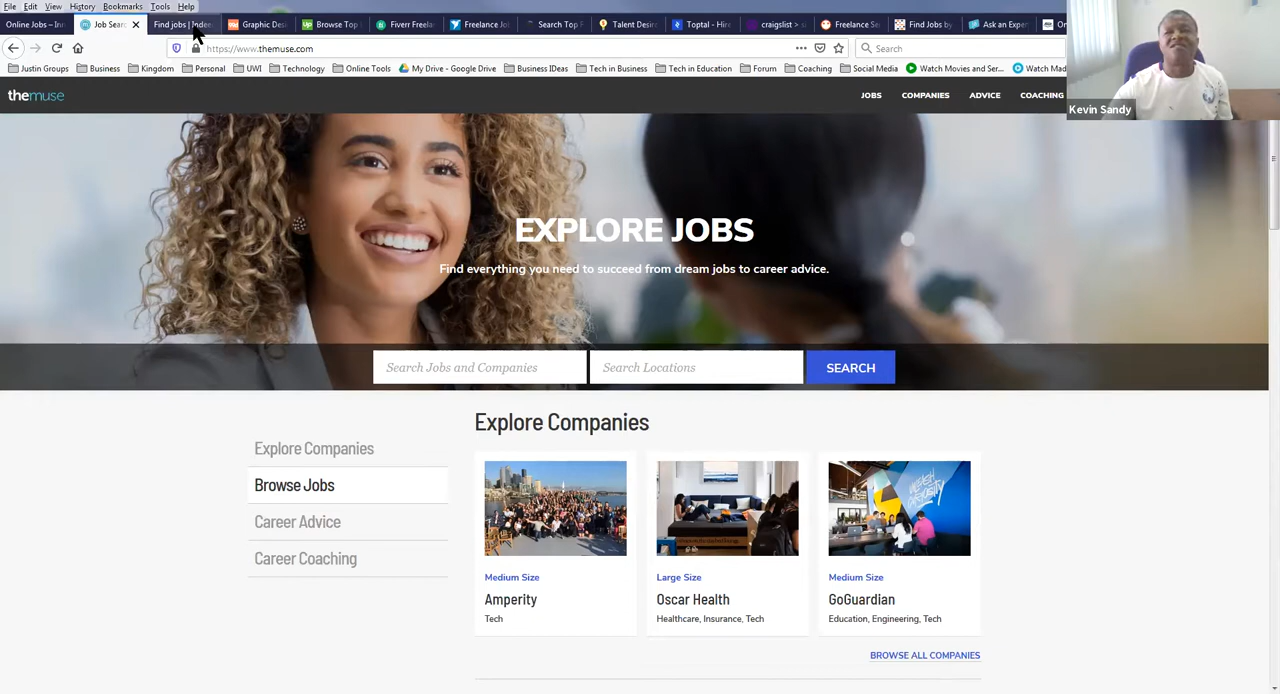 File Edit View History Bookmarks Tools Help
Online Jobs – Inn
Job Sear
Find jobs | Indee
Graphic Des
Browse Top
Fiverr Freela
Freelance Jo
Search Top F
Talent Desire
Toptal - Hire
craigslist > s
Freelance Se
Find Jobs by
Ask an Exper
On
https://www.themuse.com
Search
Justin Groups Business Kingdom Personal UWI Technology Online Tools My Drive - Google Drive Business IDeas Tech in Business Tech in Education Forum Coaching Social Media Watch Movies and Ser... Watch Mad
Kevin Sandy
themuse
JOBS COMPANIES ADVICE COACHING
EXPLORE JOBS
Find everything you need to succeed from dream jobs to career advice.
Search Jobs and Companies Search Locations SEARCH
Explore Companies
Browse Jobs
Career Advice
Career Coaching
Explore Companies
Medium Size
Amperity
Tech
Large Size
Oscar Health
Healthcare, Insurance, Tech
Medium Size
GoGuardian
Education, Engineering, Tech
BROWSE ALL COMPANIES